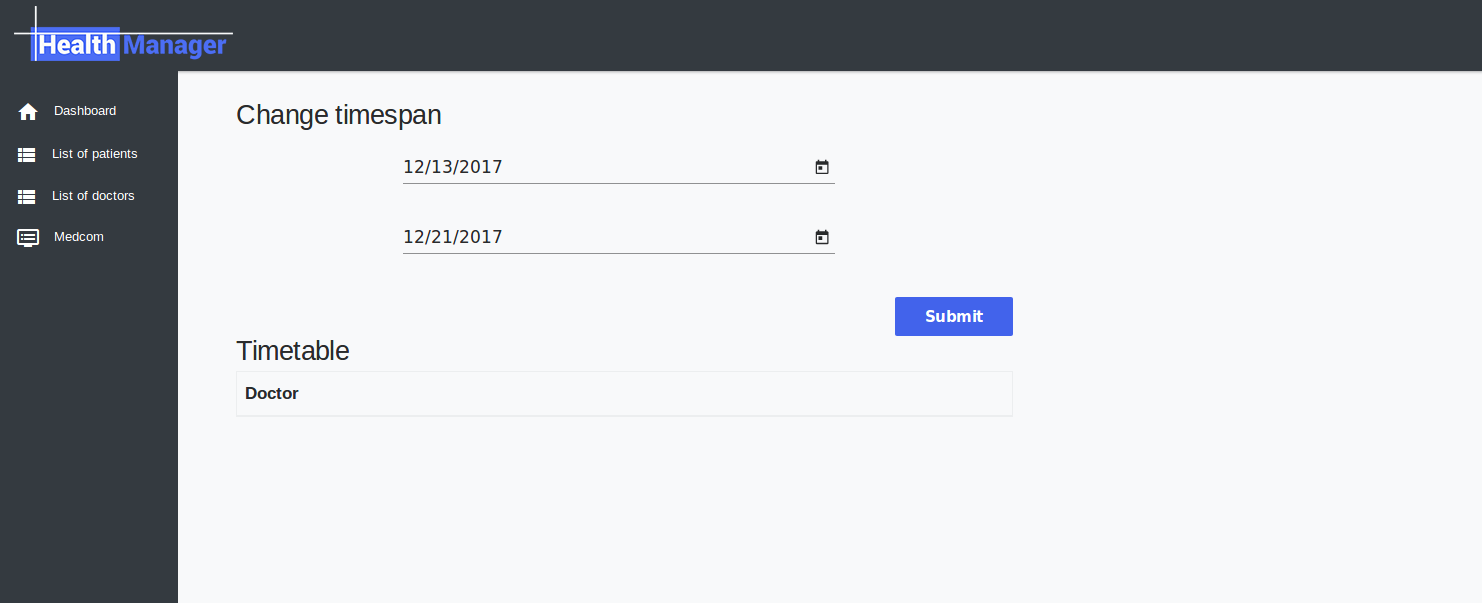 Health Manager
Dashboard
List of patients
List of doctors
Medcom
Change timespan
12/13/2017
12/21/2017
Submit
Timetable
Doctor